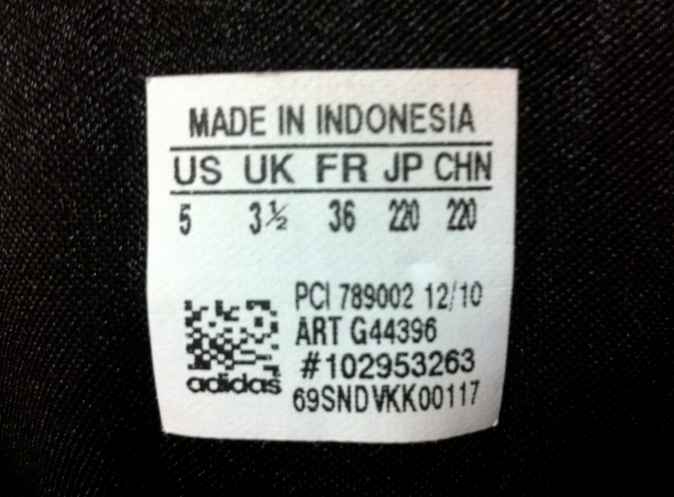 MADE IN INDONESIA
US UK FR JP CHN
5 3½ 36 220 220
PCI 789002 12/10
ART G44396
#102953263
adidas
69SNDVKK00117